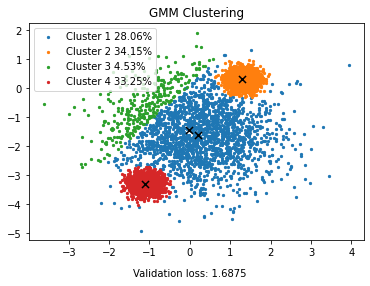 GMM Clustering
Cluster 1 28.06%
Cluster 2 34.15%
Cluster 3 4.53%
Cluster 4 33.25%
2
1
0
−1
−2
−3
−4
−5
−3 −2 −1 0 1 2 3 4
Validation loss: 1.6875